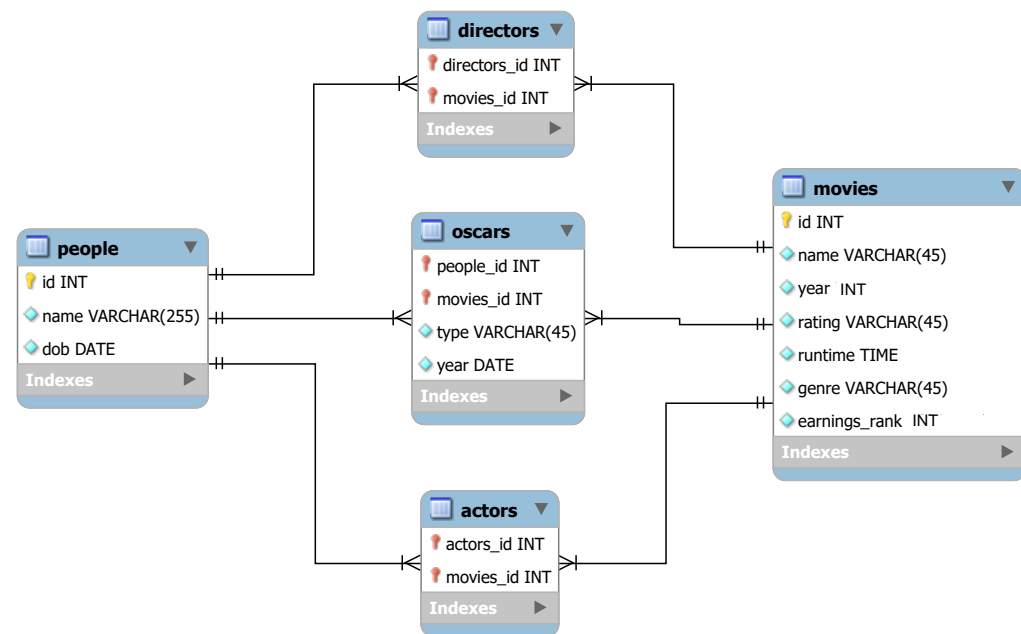 directors
directors_id INT
movies_id INT
Indexes
people
id INT
name VARCHAR(255)
dob DATE
Indexes
oscars
people_id INT
movies_id INT
type VARCHAR(45)
year DATE
Indexes
movies
id INT
name VARCHAR(45)
year INT
rating VARCHAR(45)
runtime TIME
genre VARCHAR(45)
earnings_rank INT
Indexes
actors
actors_id INT
movies_id INT
Indexes